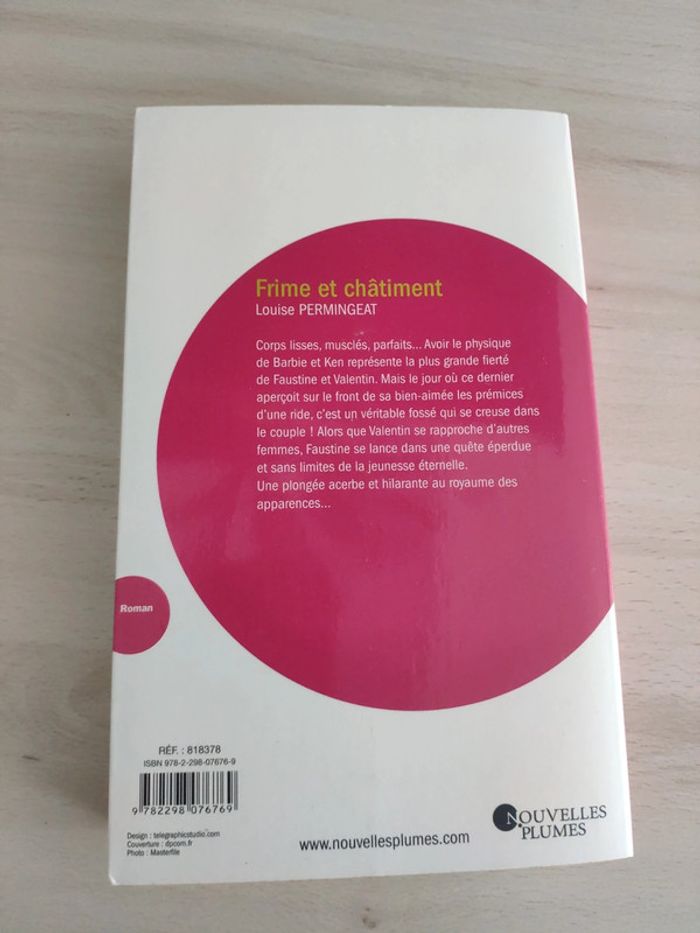 Frime et châtiment
Louise PERMINGEAT
Corps lisses, musclés, parfaits... Avoir le physique
de Barbie et Ken représente la plus grande fierté
de Faustine et Valentin. Mais le jour où ce dernier
aperçoit sur le front de sa bien-aimée les prémices
d'une ride, c'est un véritable fossé qui se creuse dans
le couple ! Alors que Valentin se rapproche d'autres
femmes, Faustine se lance dans une quête éperdue
et sans limites de la jeunesse éternelle.
Une plongée acerbe et hilarante au royaume des
apparences...
Roman
RÉF. : 818378
ISBN 978-2-298-07676-9
9 782298 076769
Design : telegraphicstudio.com
Couverture : dpcom.fr
Photo : Masterfile
www.nouvellesplumes.com
NOUVELLES
PLUMES